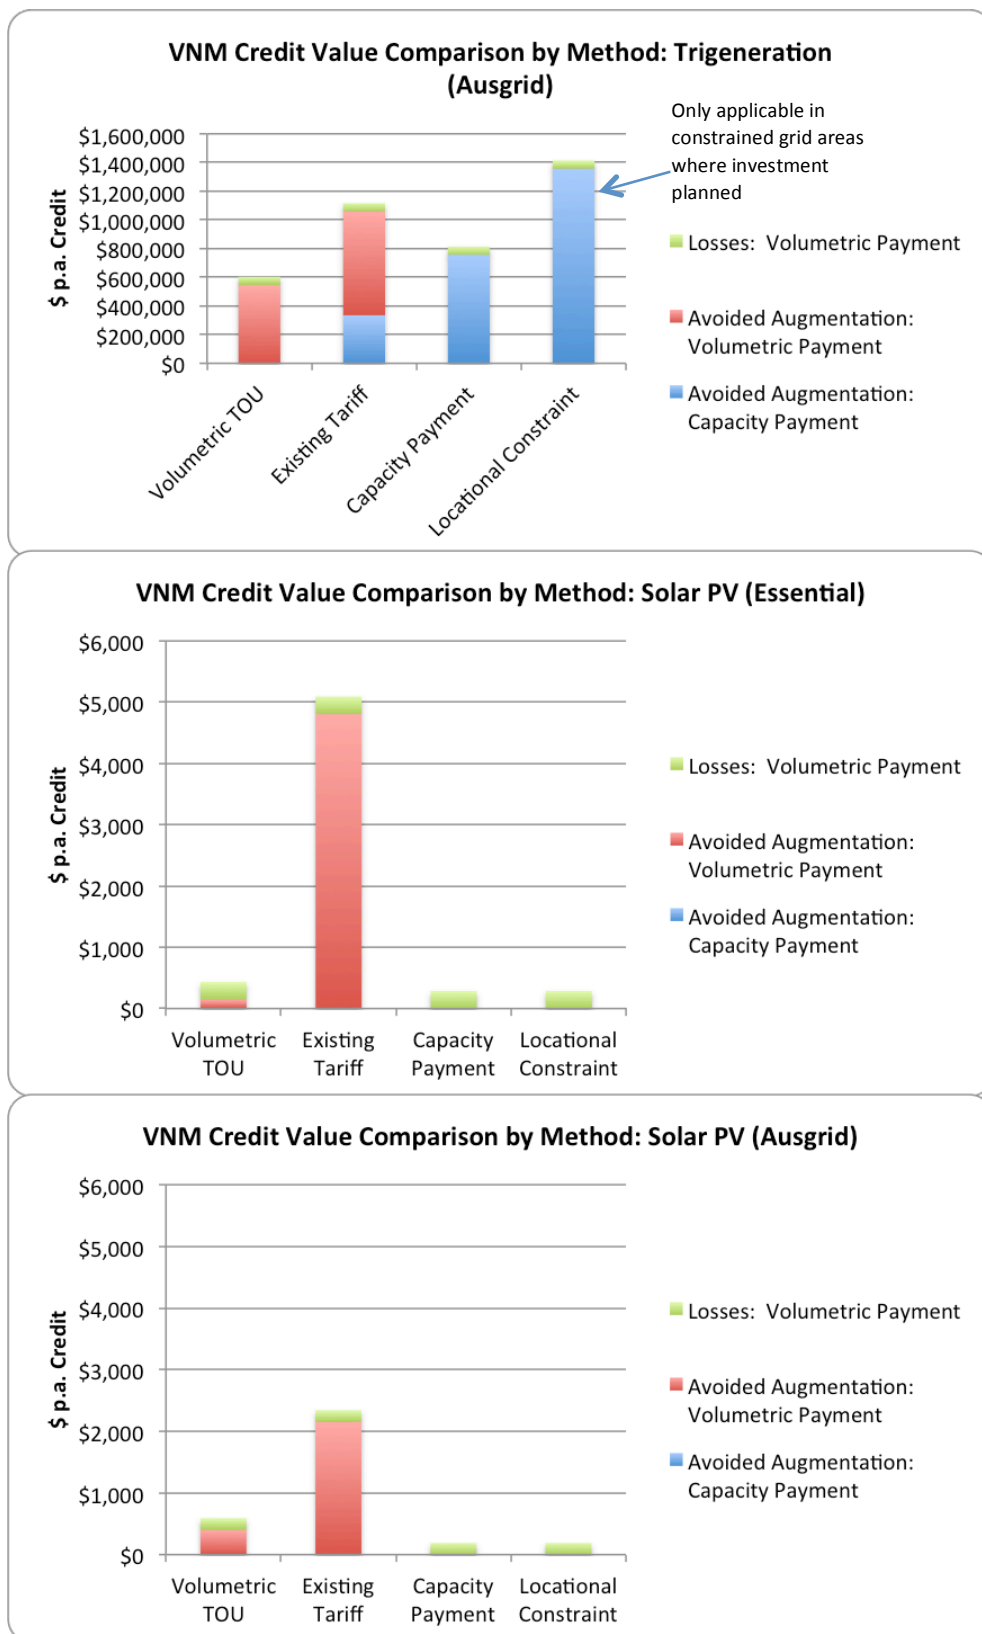 VNM Credit Value Comparison by Method: Trigeneration
(Ausgrid)
Only applicable in
constrained grid areas
where investment
planned
$ p.a. Credit
$1,600,000
$1,400,000
$1,200,000
$1,000,000
$800,000
$600,000
$400,000
$200,000
$0
Volumetric TOU
Existing Tariff
Capacity Payment
Locational Constraint
Losses:  Volumetric Payment
Avoided Augmentation:
Volumetric Payment
Avoided Augmentation:
Capacity Payment
VNM Credit Value Comparison by Method: Solar PV (Essential)
$ p.a. Credit
$6,000
$5,000
$4,000
$3,000
$2,000
$1,000
$0
Volumetric
TOU
Existing
Tariff
Capacity
Payment
Locational
Constraint
Losses:  Volumetric Payment
Avoided Augmentation:
Volumetric Payment
Avoided Augmentation:
Capacity Payment
VNM Credit Value Comparison by Method: Solar PV (Ausgrid)
$ p.a. Credit
$6,000
$5,000
$4,000
$3,000
$2,000
$1,000
$0
Volumetric
TOU
Existing
Tariff
Capacity
Payment
Locational
Constraint
Losses:  Volumetric Payment
Avoided Augmentation:
Volumetric Payment
Avoided Augmentation:
Capacity Payment